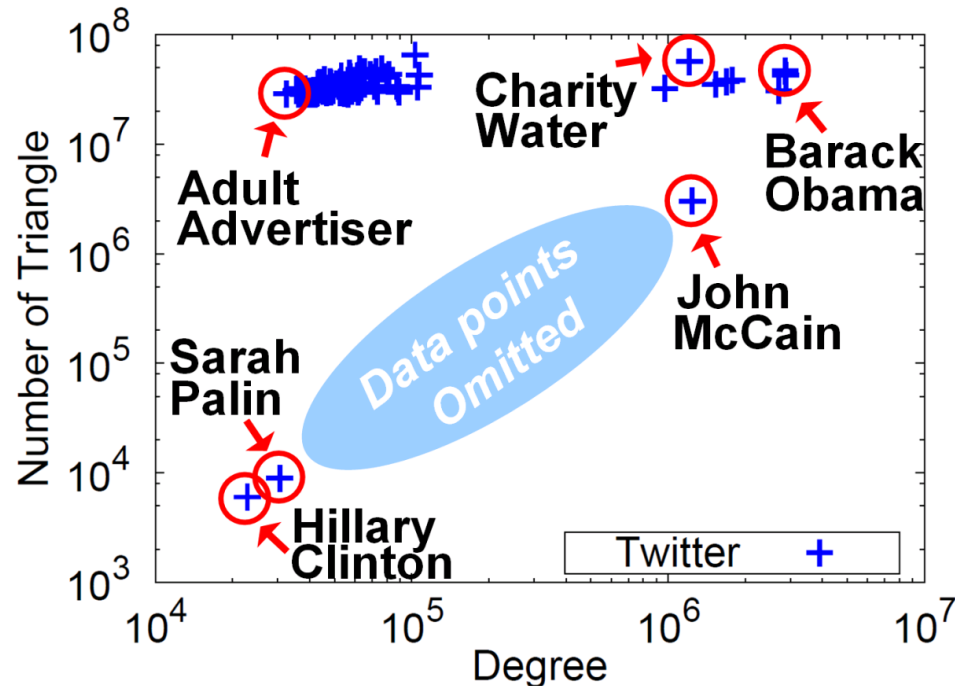 Number of Triangle
10^8
10^7
10^6
10^5
10^4
10^3
Adult
Advertiser
Charity
Water
Barack
Obama
John
McCain
Data points
Omitted
Sarah
Palin
Hillary
Clinton
Twitter
10^4
10^5
10^6
10^7
Degree